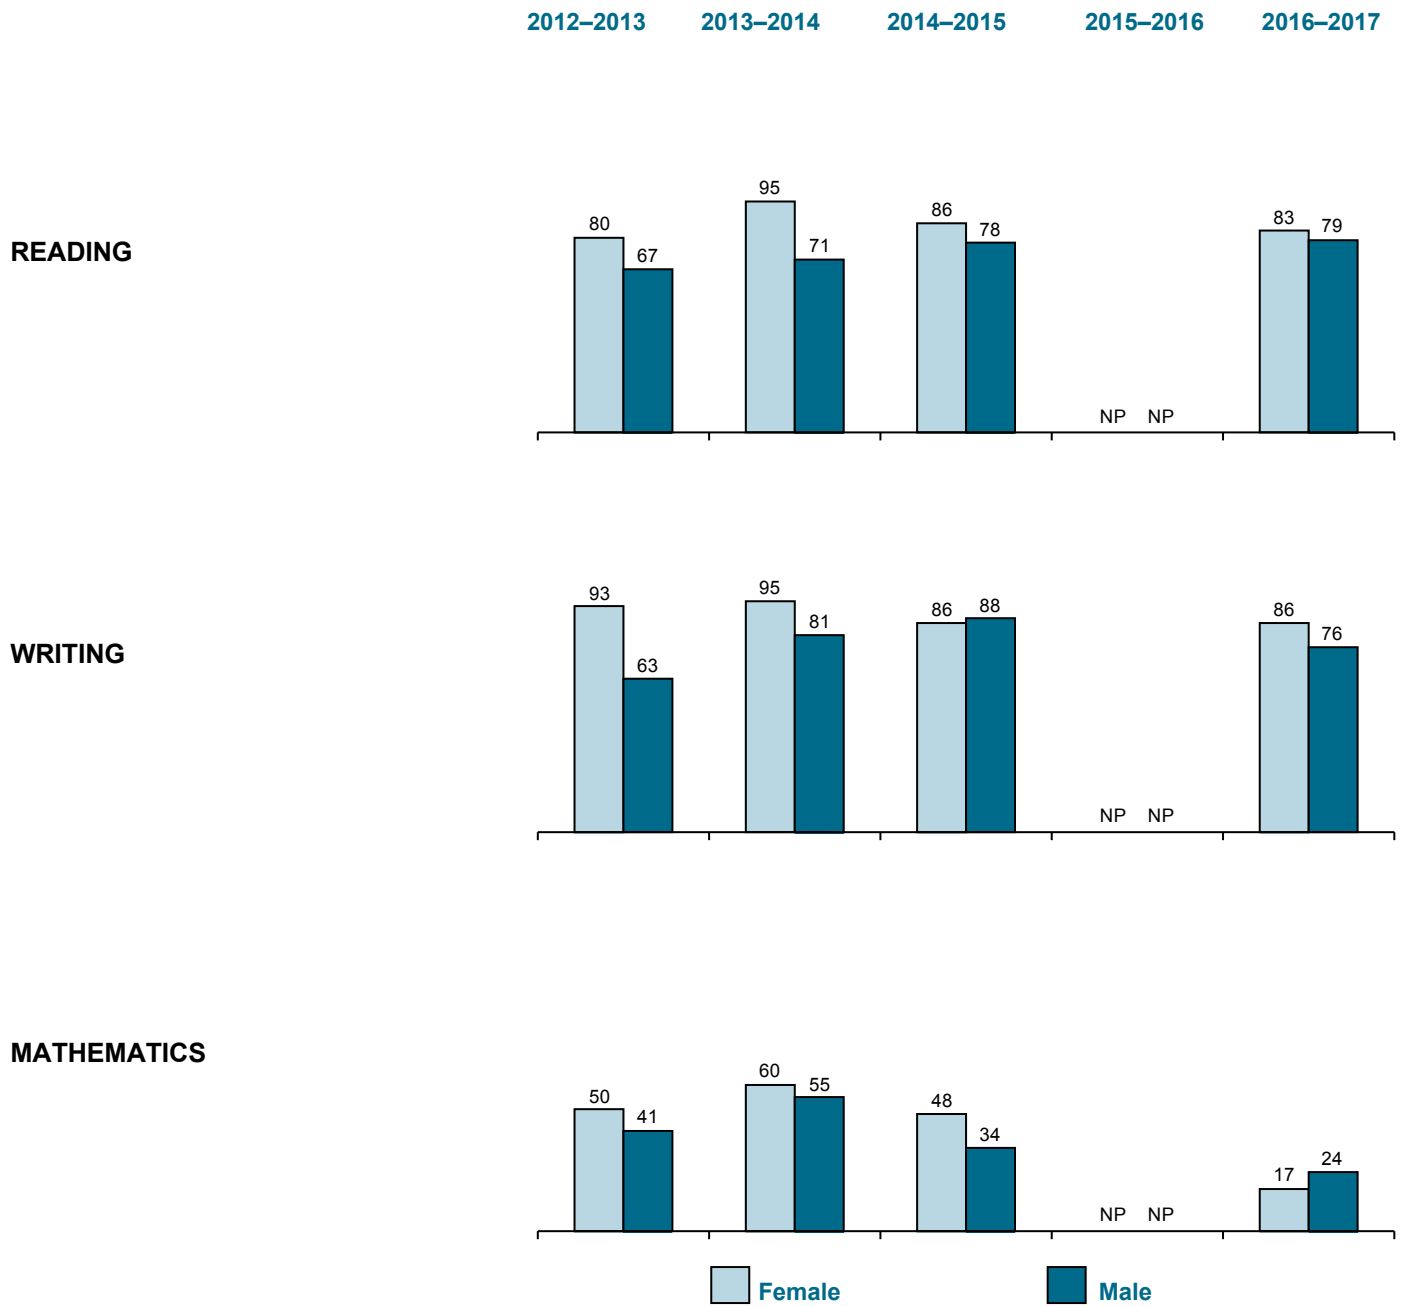 2012–2013 2013–2014 2014–2015 2015–2016 2016–2017
READING
80 67 95 71 86 78 NP NP 83 79
WRITING
93 63 95 81 86 88 NP NP 86 76
MATHEMATICS
50 41 60 55 48 34 NP NP 17 24
Female Male